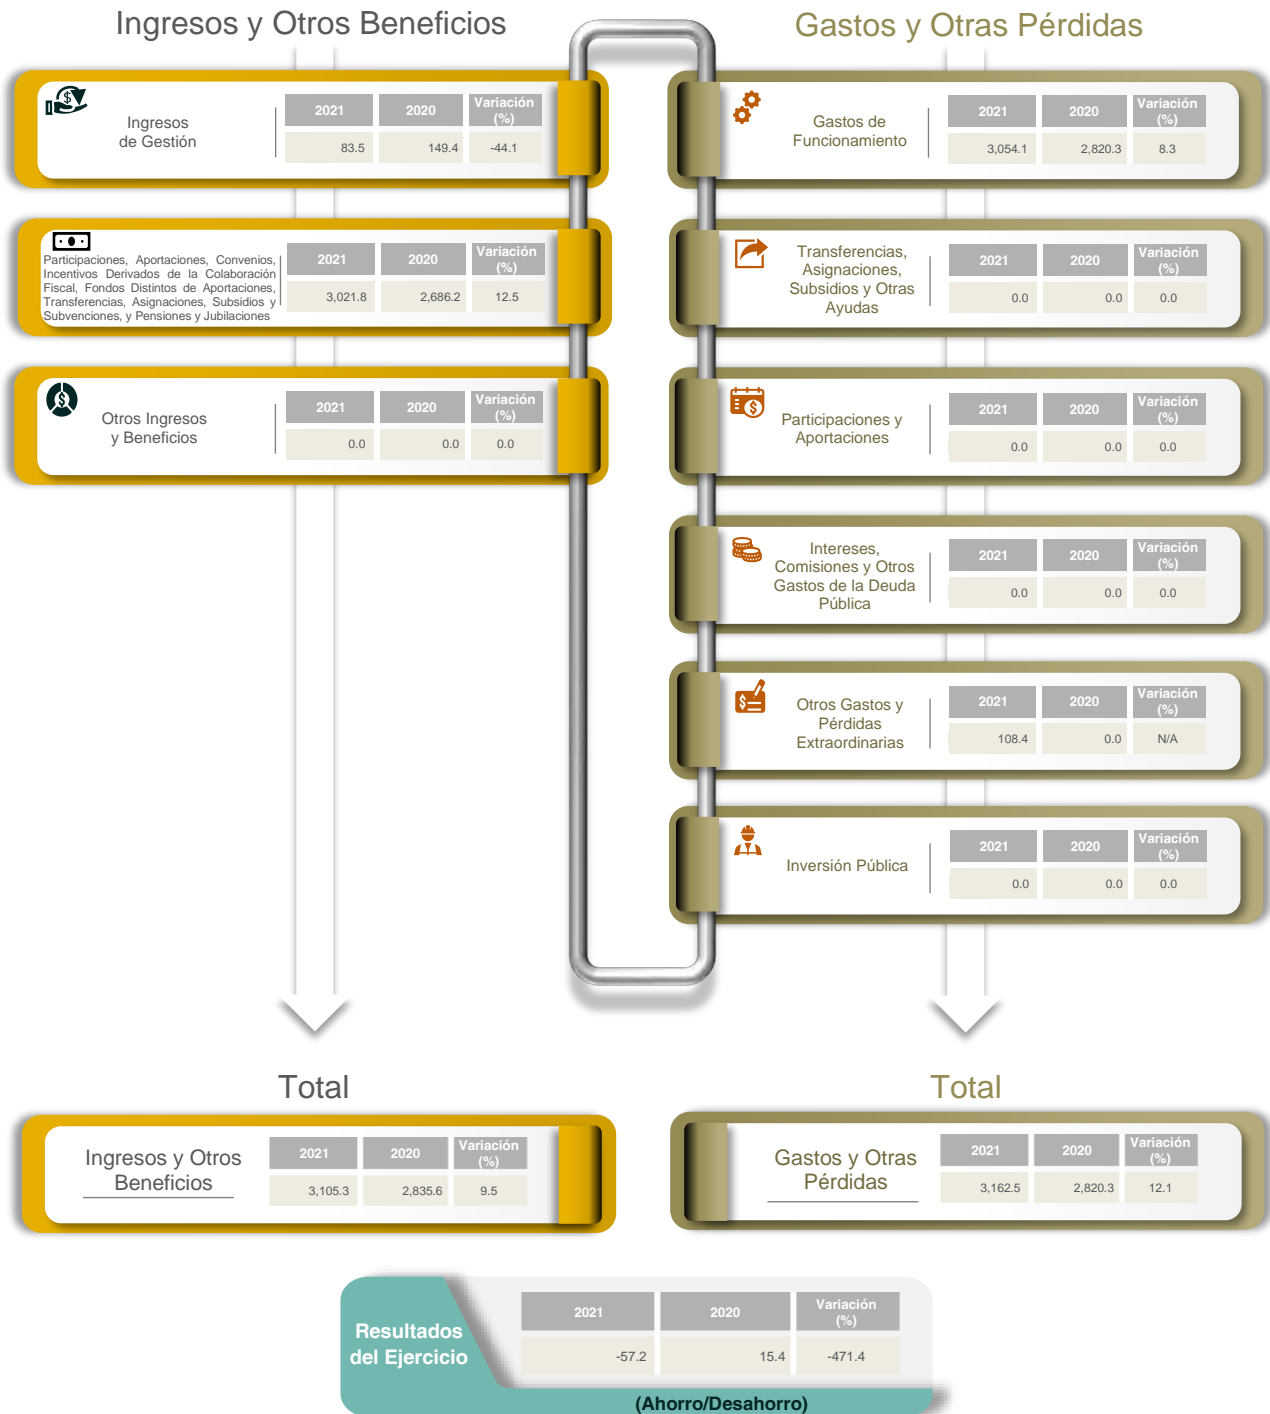 Ingresos y Otros Beneficios
Ingresos
de Gestión
2021 2020 Variación
(%)
83.5 149.4 -44.1
Participaciones, Aportaciones, Convenios,
Incentivos Derivados de la Colaboración
Fiscal, Fondos Distintos de Aportaciones,
Transferencias, Asignaciones, Subsidios y
Subvenciones, y Pensiones y Jubilaciones
2021 2020 Variación
(%)
3,021.8 2,686.2 12.5
Otros Ingresos
y Beneficios
2021 2020 Variación
(%)
0.0 0.0 0.0
Gastos y Otras Pérdidas
Gastos de
Funcionamiento
2021 2020 Variación
(%)
3,054.1 2,820.3 8.3
Transferencias,
Asignaciones,
Subsidios y Otras
Ayudas
2021 2020 Variación
(%)
0.0 0.0 0.0
Participaciones y
Aportaciones
2021 2020 Variación
(%)
0.0 0.0 0.0
Intereses,
Comisiones y Otros
Gastos de la Deuda
Pública
2021 2020 Variación
(%)
0.0 0.0 0.0
Otros Gastos y
Pérdidas
Extraordinarias
2021 2020 Variación
(%)
108.4 0.0 N/A
Inversión Pública
2021 2020 Variación
(%)
0.0 0.0 0.0
Total
Ingresos y Otros
Beneficios
2021 2020 Variación
(%)
3,105.3 2,835.6 9.5
Total
Gastos y Otras
Pérdidas
2021 2020 Variación
(%)
3,162.5 2,820.3 12.1
Resultados
del Ejercicio
2021 2020 Variación
(%)
-57.2 15.4 -471.4
(Ahorro/Desahorro)